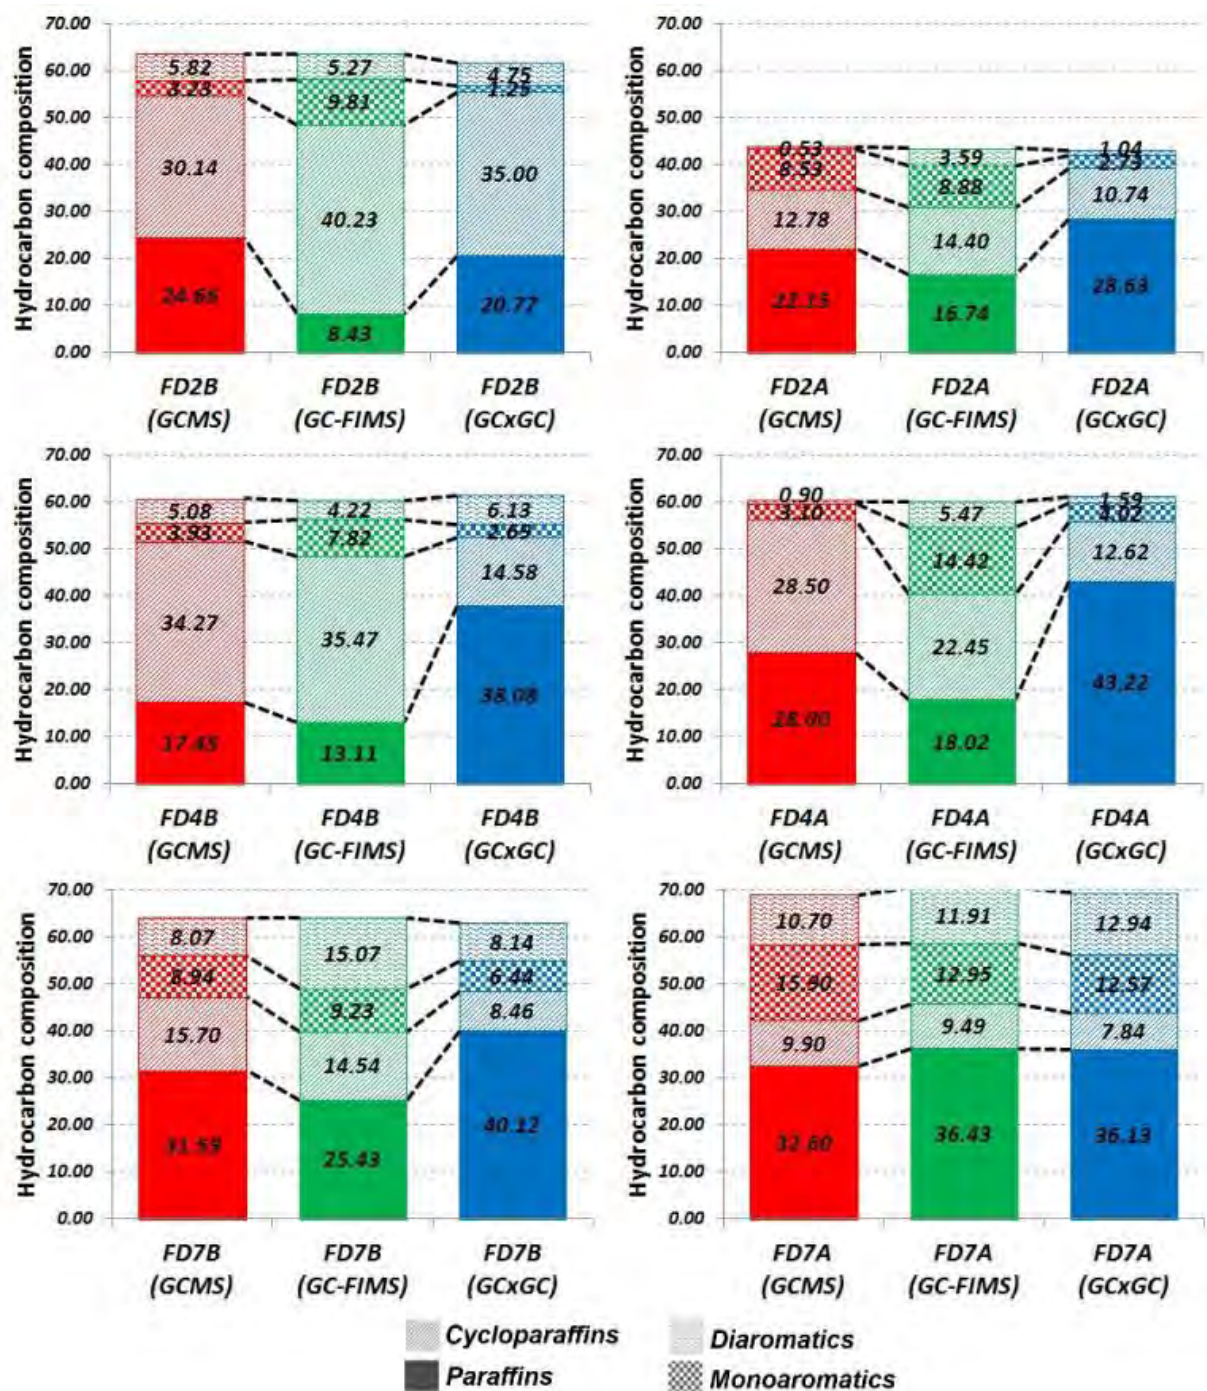 Hydrocarbon composition
70.00
60.00
50.00
40.00
30.00
20.00
10.00
0.00
5.82
3.23
30.14
24.66
5.27
9.81
40.23
8.43
4.75
1.25
35.00
20.77
FD2B
(GCMS)
FD2B
(GC-FIMS)
FD2B
(GCxGC)
Hydrocarbon composition
70.00
60.00
50.00
40.00
30.00
20.00
10.00
0.00
0.53
8.53
12.78
22.15
3.59
8.88
14.40
16.74
1.04
2.73
10.74
28.63
FD2A
(GCMS)
FD2A
(GC-FIMS)
FD2A
(GCxGC)
Hydrocarbon composition
70.00
60.00
50.00
40.00
30.00
20.00
10.00
0.00
5.08
3.93
34.27
17.45
4.22
7.82
35.47
13.11
6.13
2.69
14.58
38.08
FD4B
(GCMS)
FD4B
(GC-FIMS)
FD4B
(GCxGC)
Hydrocarbon composition
70.00
60.00
50.00
40.00
30.00
20.00
10.00
0.00
0.90
3.10
28.50
28.00
5.47
14.42
22.45
18.02
1.59
4.02
12.62
43,22
FD4A
(GCMS)
FD4A
(GC-FIMS)
FD4A
(GCxGC)
Hydrocarbon composition
70.00
60.00
50.00
40.00
30.00
20.00
10.00
0.00
8.07
8.94
15.70
31.59
15.07
9.23
14.54
25.43
8.14
6.44
8.46
40.12
FD7B
(GCMS)
FD7B
(GC-FIMS)
FD7B
(GCxGC)
Hydrocarbon composition
70.00
60.00
50.00
40.00
30.00
20.00
10.00
0.00
10.70
15.90
9.90
32.60
11.91
12.95
9.49
36.43
12.94
12.57
7.84
36.13
FD7A
(GCMS)
FD7A
(GC-FIMS)
FD7A
(GCxGC)
Cycloparaffins
Diaromatics
Paraffins
Monoaromatics